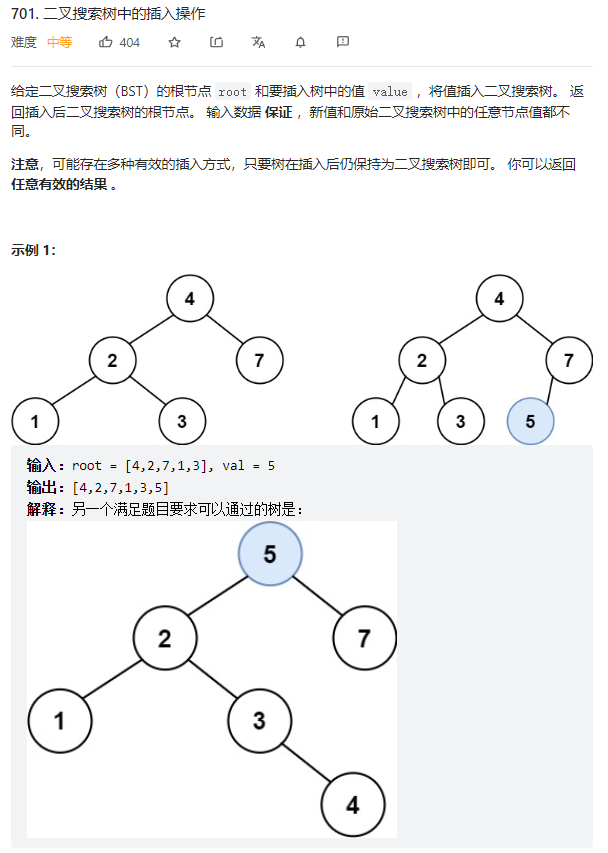 701. 二叉搜索树中的插入操作
难度 中等 404
给定二叉搜索树（BST）的根节点 root 和要插入树中的值 value ，将值插入二叉搜索树。 返
回插入后二叉搜索树的根节点。 输入数据 保证 ，新值和原始二叉搜索树中的任意节点值都不
同。
注意，可能存在多种有效的插入方式，只要树在插入后仍保持为二叉搜索树即可。 你可以返回
任意有效的结果 。
示例 1：
4 4
2 7 2 7
1 3 1 3 5
输入：root = [4,2,7,1,3], val = 5
输出：[4,2,7,1,3,5]
解释：另一个满足题目要求可以通过的树是：
5
2 7
1 3
4